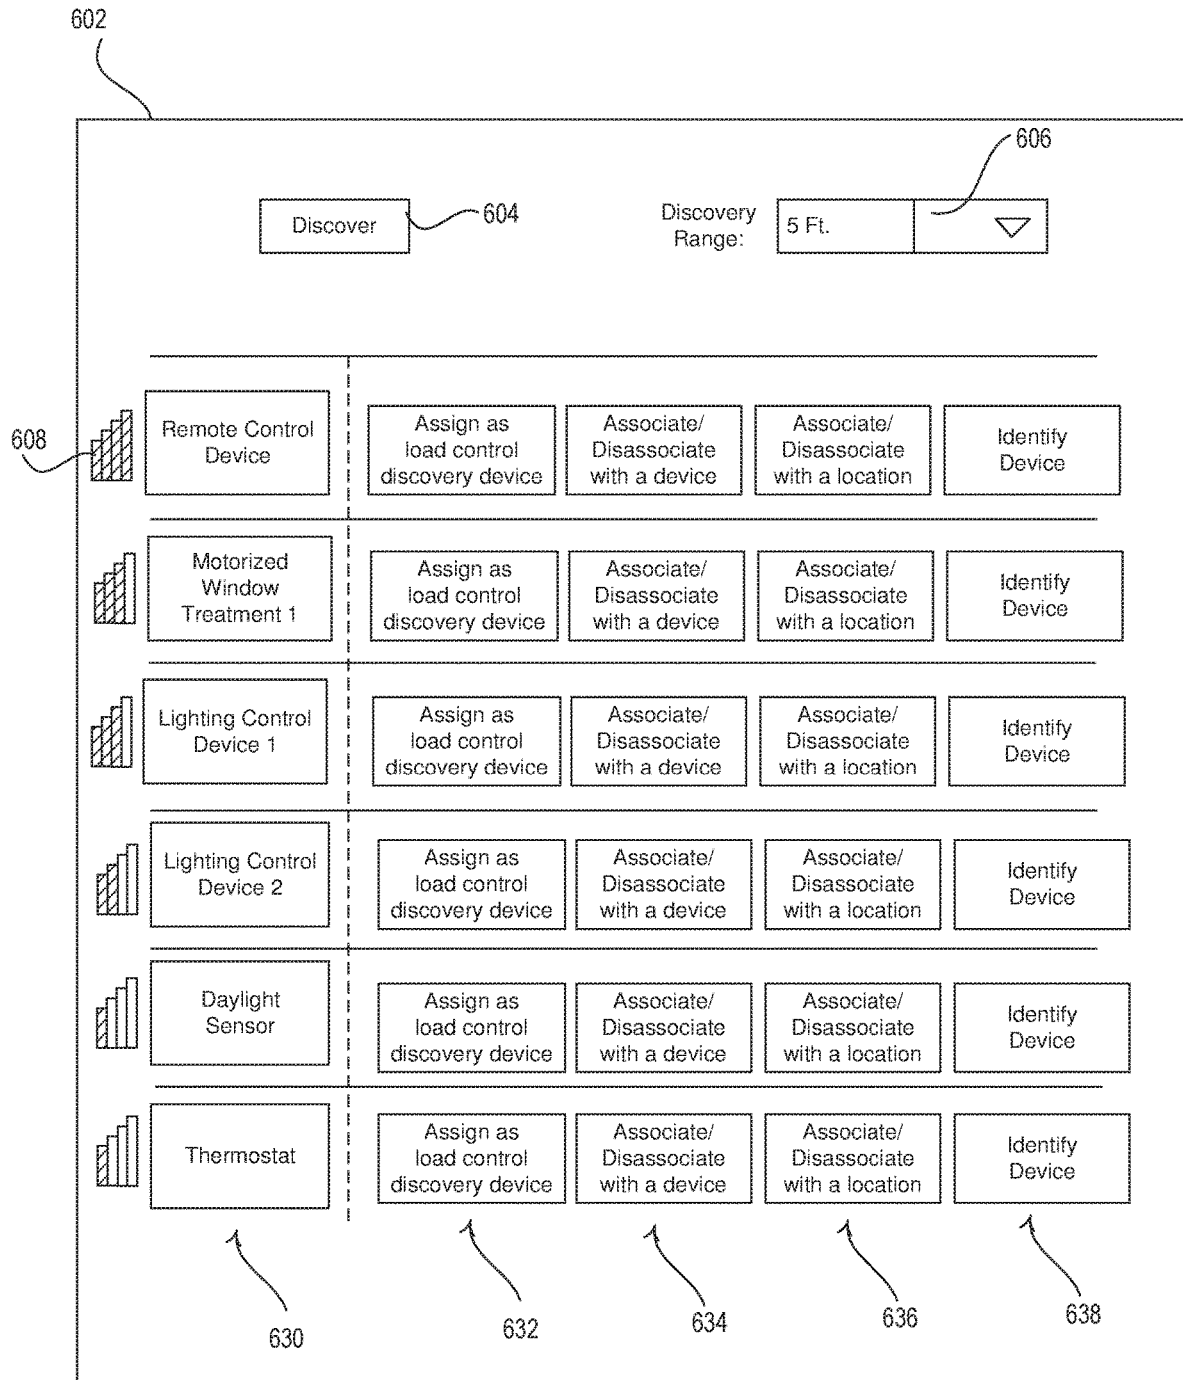 602
606
Discover
604
Discovery
Range:
5 Ft.
608
Remote Control
Device
Assign as
load control
discovery device
Associate/
Disassociate
with a device
Associate/
Disassociate
with a location
Identify
Device
Motorized
Window
Treatment 1
Assign as
load control
discovery device
Associate/
Disassociate
with a device
Associate/
Disassociate
with a location
Identify
Device
Lighting Control
Device 1
Assign as
load control
discovery device
Associate/
Disassociate
with a device
Associate/
Disassociate
with a location
Identify
Device
Lighting Control
Device 2
Assign as
load control
discovery device
Associate/
Disassociate
with a device
Associate/
Disassociate
with a location
Identify
Device
Daylight
Sensor
Assign as
load control
discovery device
Associate/
Disassociate
with a device
Associate/
Disassociate
with a location
Identify
Device
Thermostat
Assign as
load control
discovery device
Associate/
Disassociate
with a device
Associate/
Disassociate
with a location
Identify
Device
630
632
634
636
638